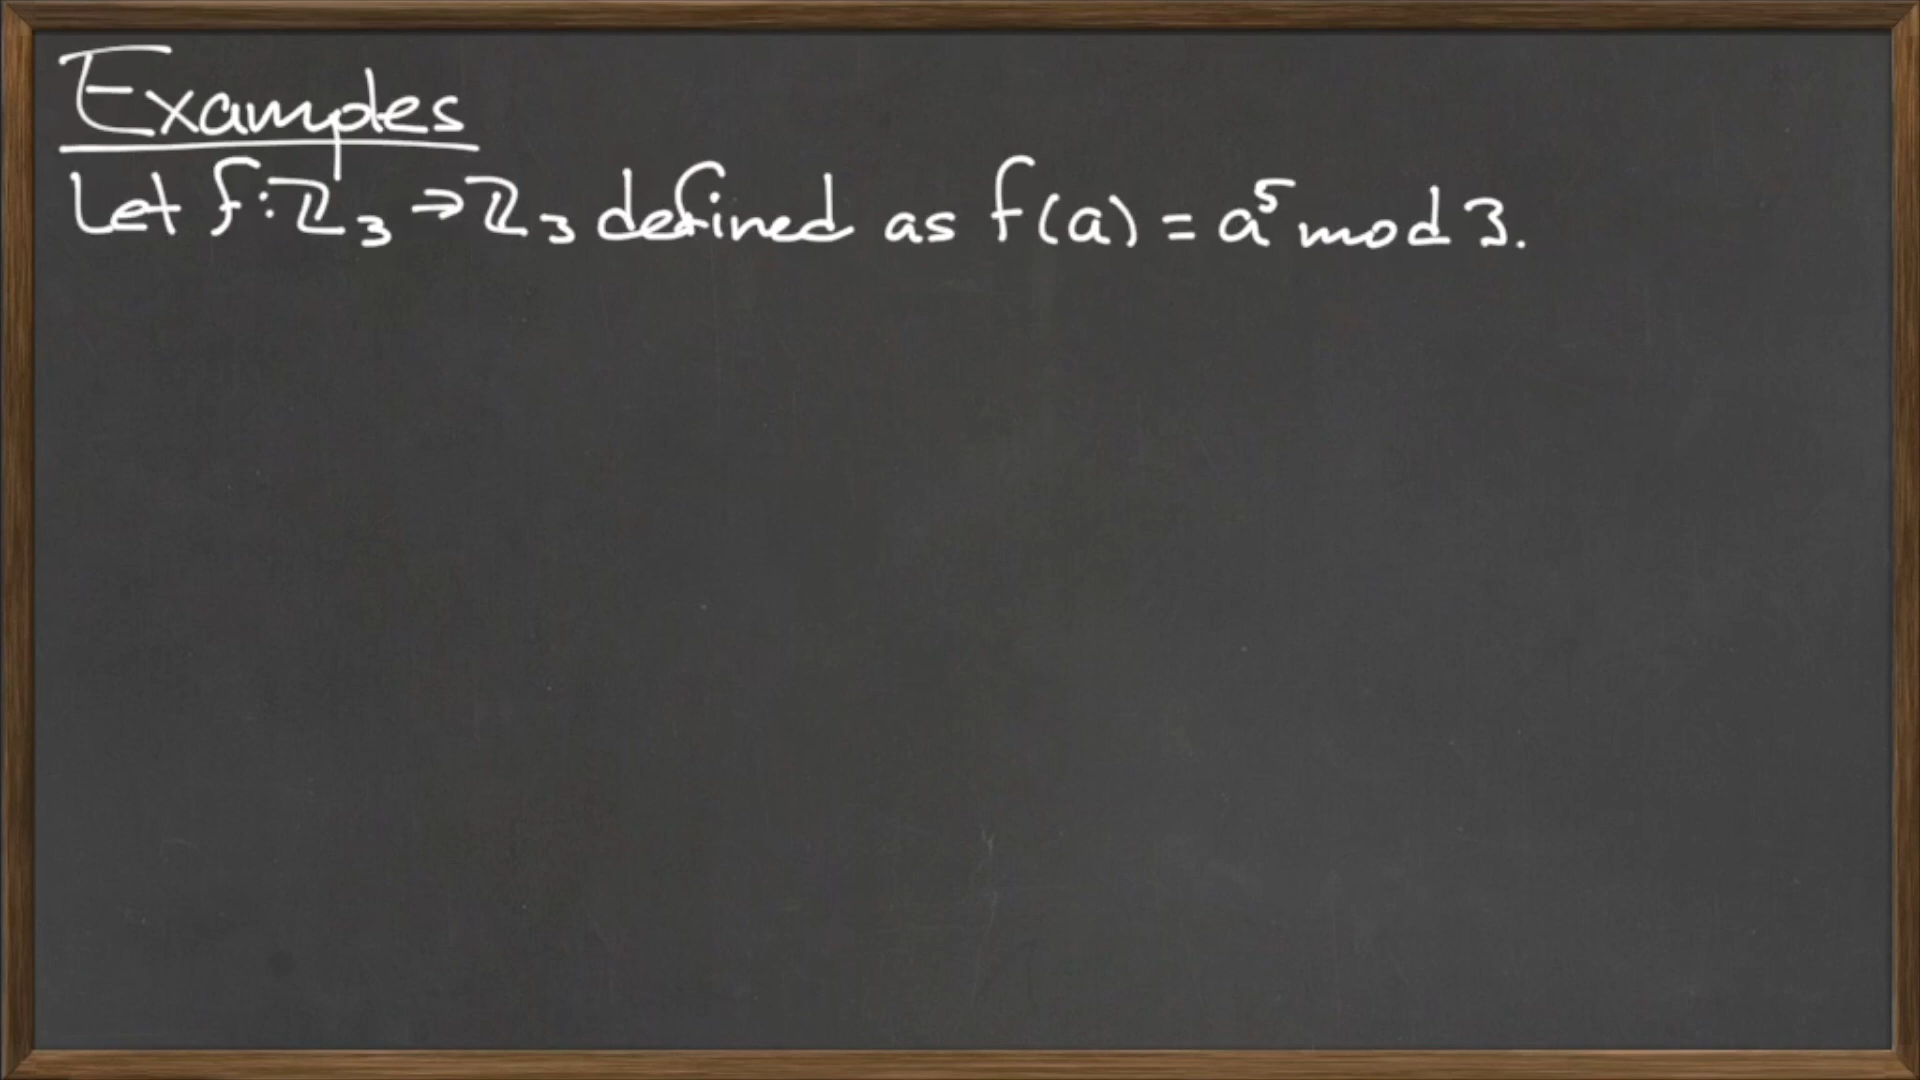 Examples
Let f:ℤ₃→ℤ₃ defined as f(a) = a⁵ mod 3.